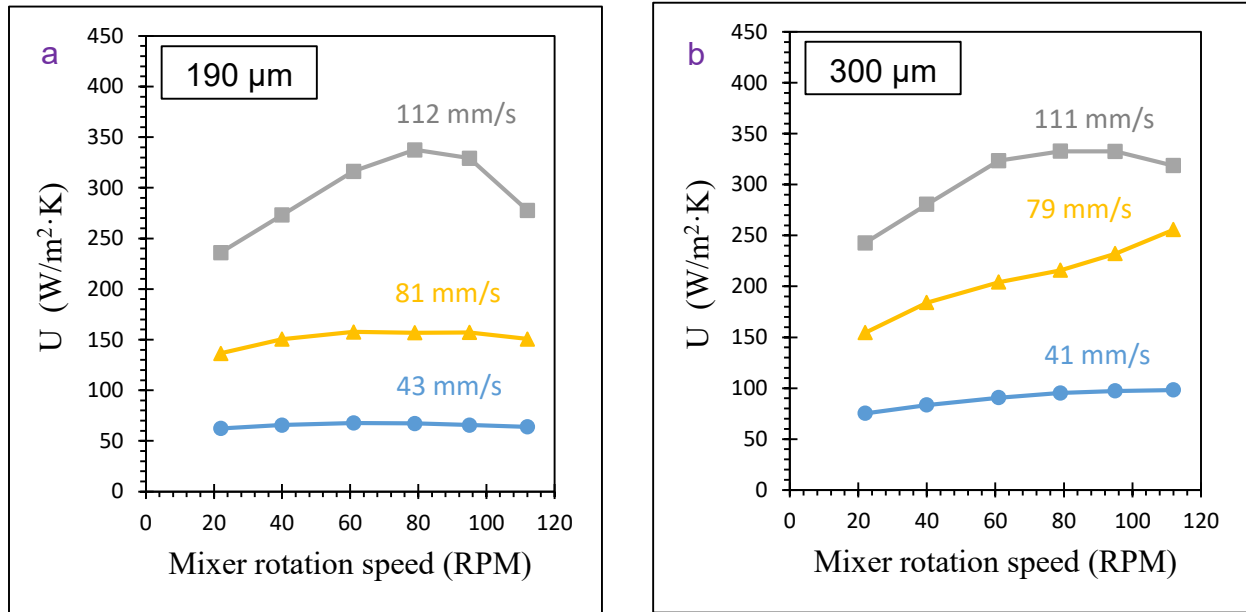 a
190 μm
450
400
350
300
250
200
150
100
50
0
U (W/m²·K)
112 mm/s
81 mm/s
43 mm/s
0 20 40 60 80 100 120
Mixer rotation speed (RPM)
b
300 μm
450
400
350
300
250
200
150
100
50
0
U (W/m²·K)
111 mm/s
79 mm/s
41 mm/s
0 20 40 60 80 100 120
Mixer rotation speed (RPM)